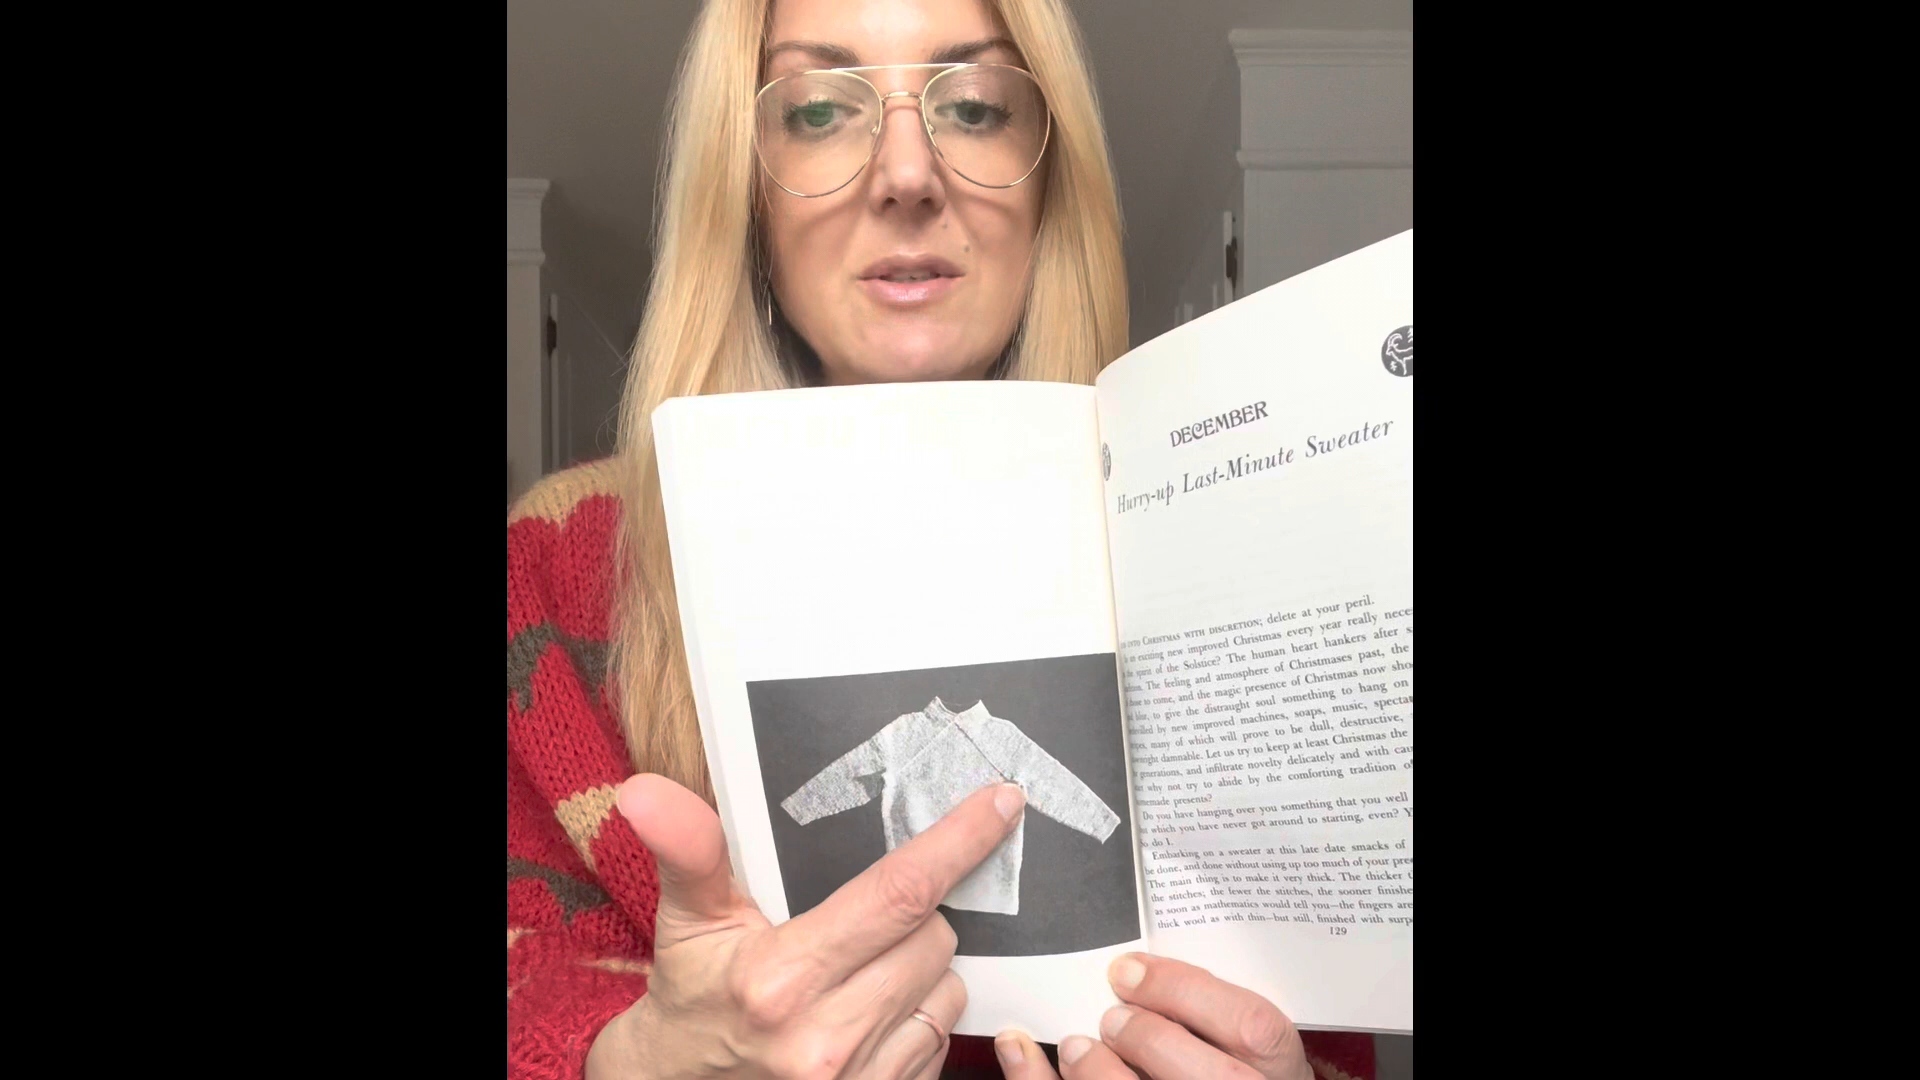 DECEMBER
Hurry-up Last-Minute Sweater
CHRISTMAS WITH DISCRETION; delete at your peril.
exciting new improved Christmas every year really
spirit of the Solstice? The human heart hankers after
The feeling and atmosphere of Christmases past, the
to come, and the magic presence of Christmas now
to give the distraught soul something to hang on
by new improved machines, soaps, music,
many of which will prove to be dull, destructive,
damnable. Let us try to keep at least Christmas the
generations, and infiltrate novelty delicately and with
why not try to abide by the comforting tradition
presents?
Do you have hanging over you something that you well
which you have never got around to starting, even?
do I.
Embarking on a sweater at this late date smacks of
be done, and done without using up too much of your
The main thing is to make it very thick. The thicker
the stitches; the fewer the stitches, the sooner
as soon as mathematics would tell you—the fingers are
thick wool as with thin—but still, finished with
129